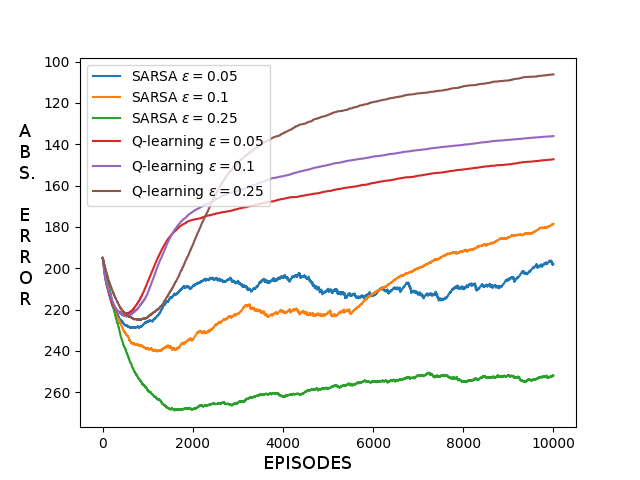 100
120
140
160
180
200
220
240
260
A
B
S.
E
R
R
O
R
SARSA ε = 0.05
SARSA ε = 0.1
SARSA ε = 0.25
Q-learning ε = 0.05
Q-learning ε = 0.1
Q-learning ε = 0.25
0 2000 4000 6000 8000 10000
EPISODES